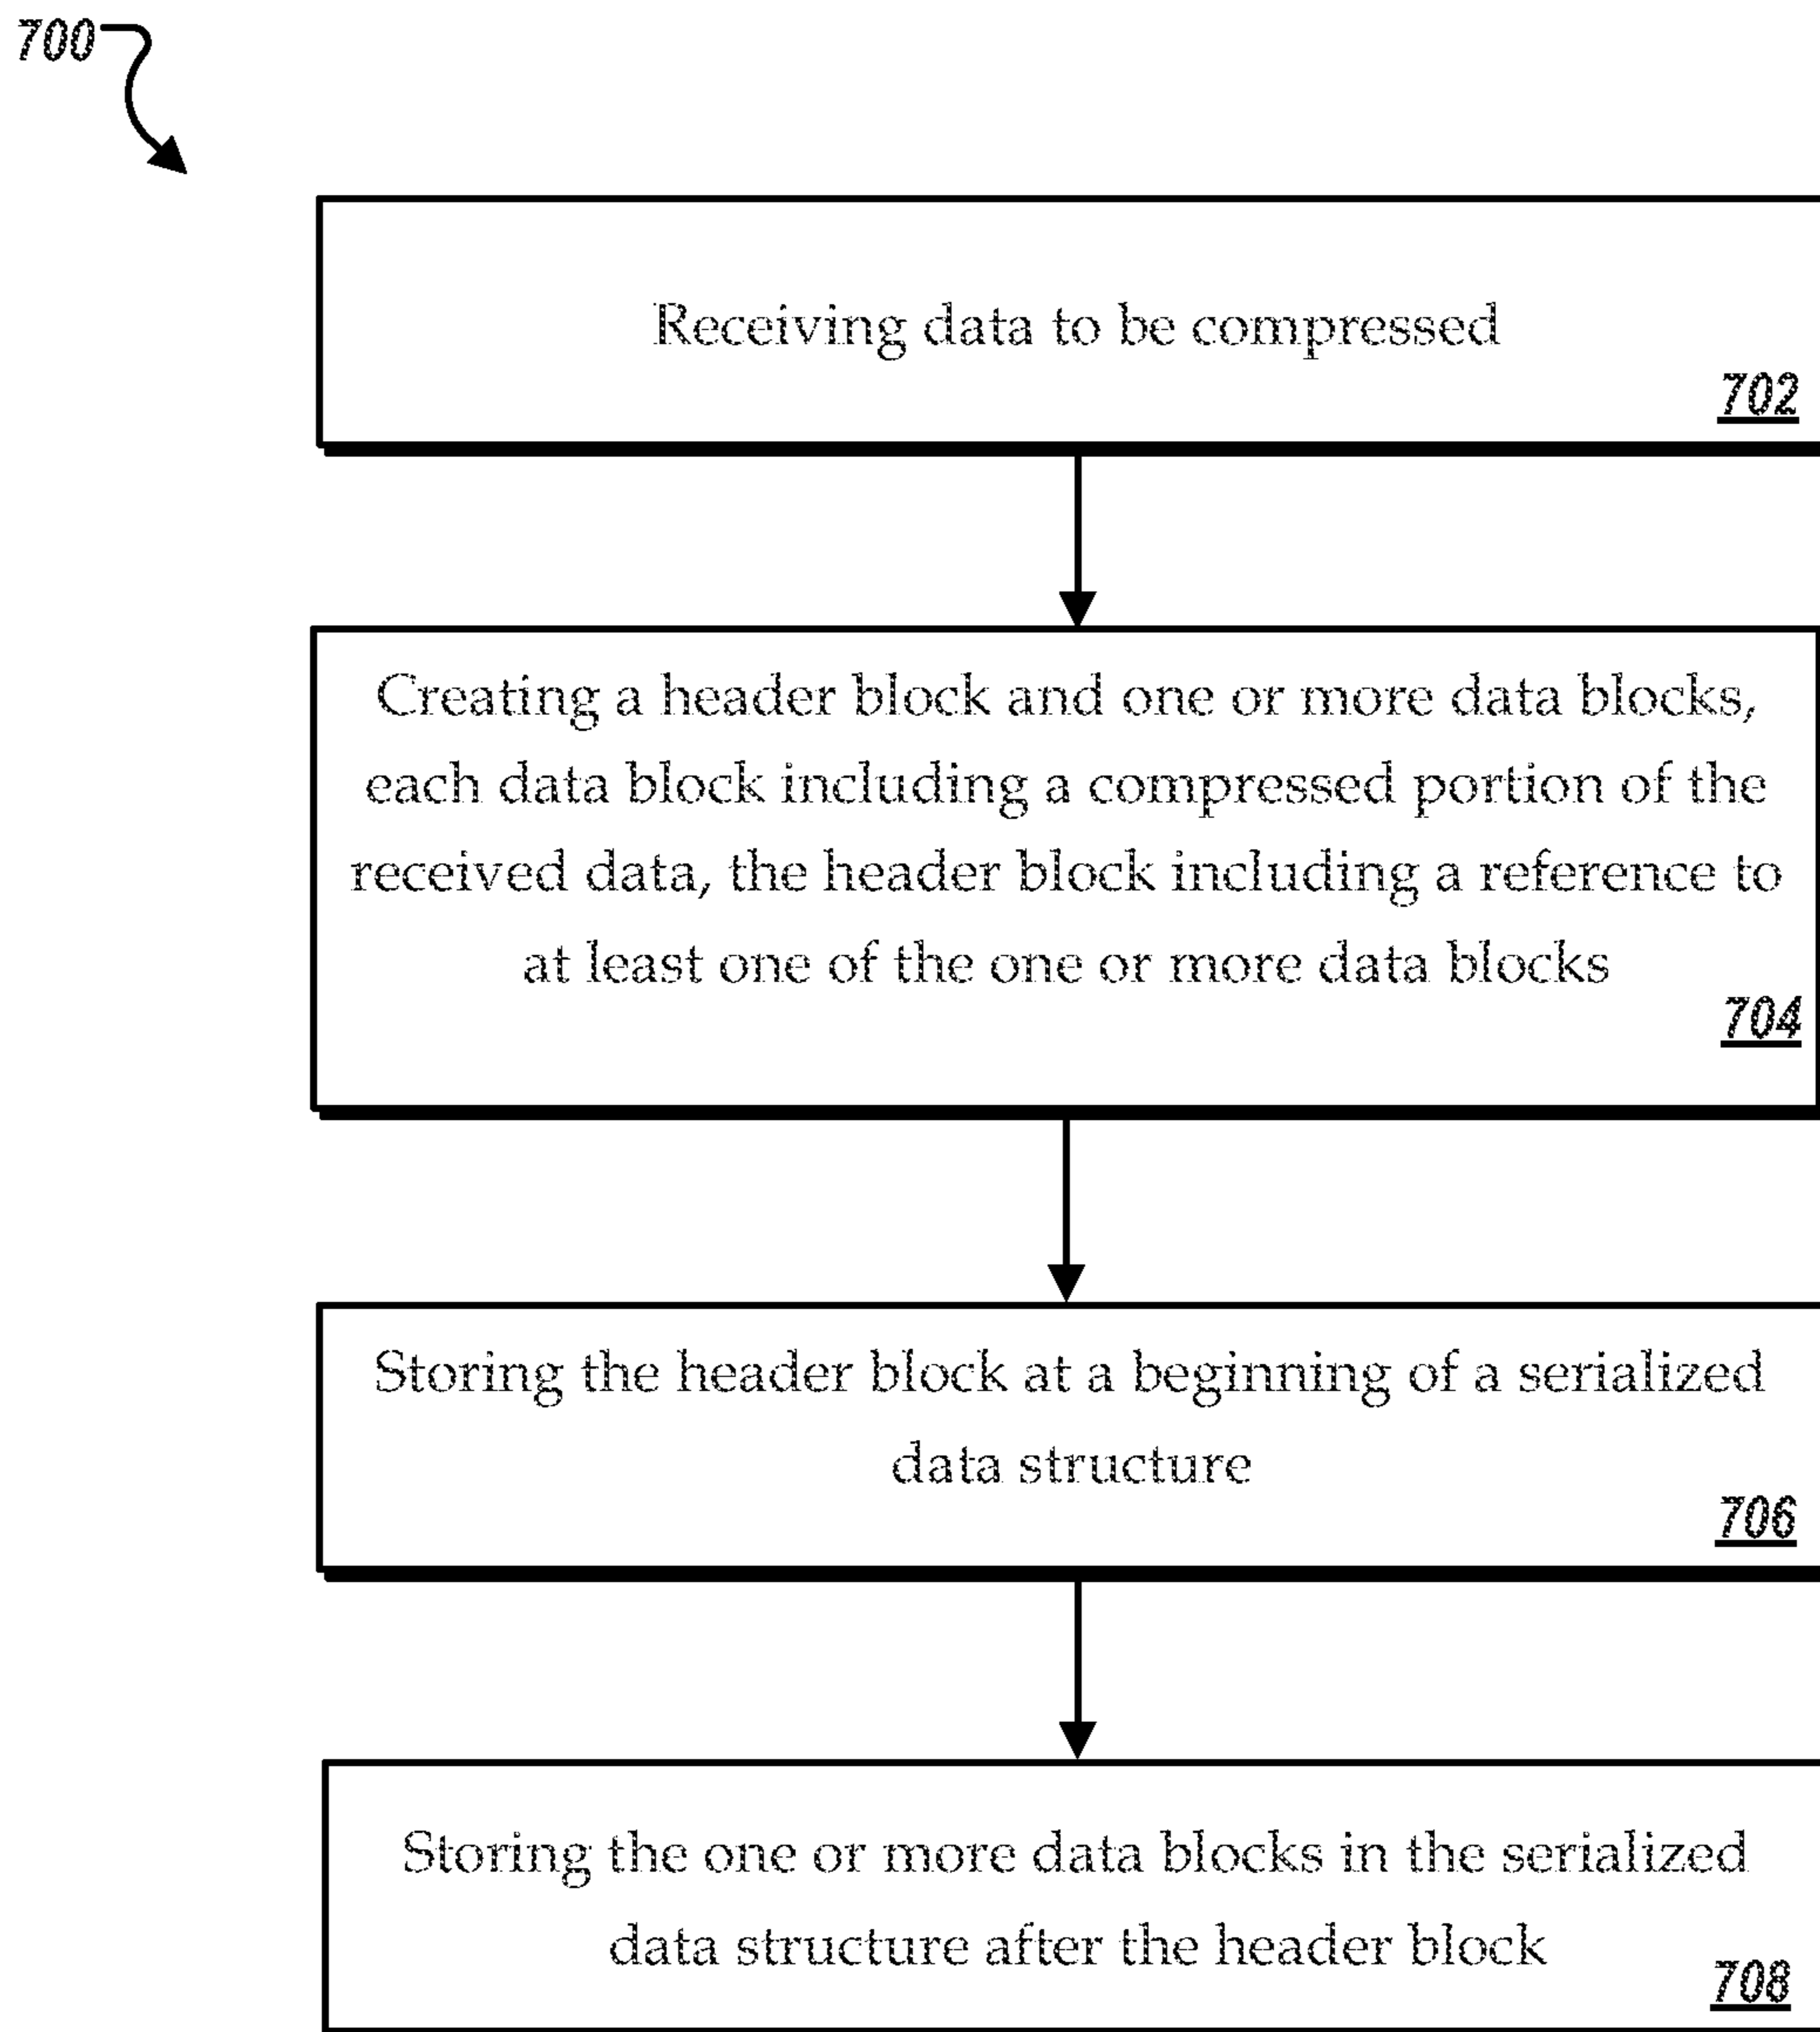 700
Receiving data to be compressed
702
Creating a header block and one or more data blocks,
each data block including a compressed portion of the
received data, the header block including a reference to
at least one of the one or more data blocks
704
Storing the header block at a beginning of a serialized
data structure
706
Storing the one or more data blocks in the serialized
data structure after the header block
708